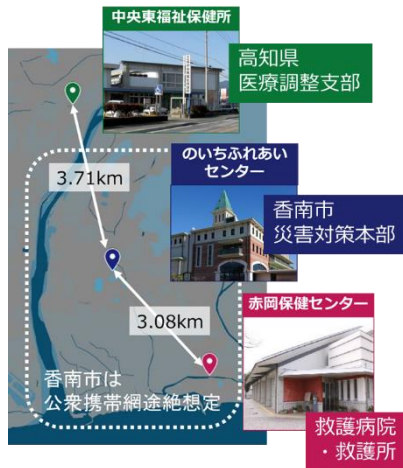 中央東福祉保健所
高知県
医療調整支部
3.71km
のいちふれあい
センター
香南市
災害対策本部
3.08km
赤岡保健センター
香南市は
公衆携帯網途絶想定
救護病院
・救護所